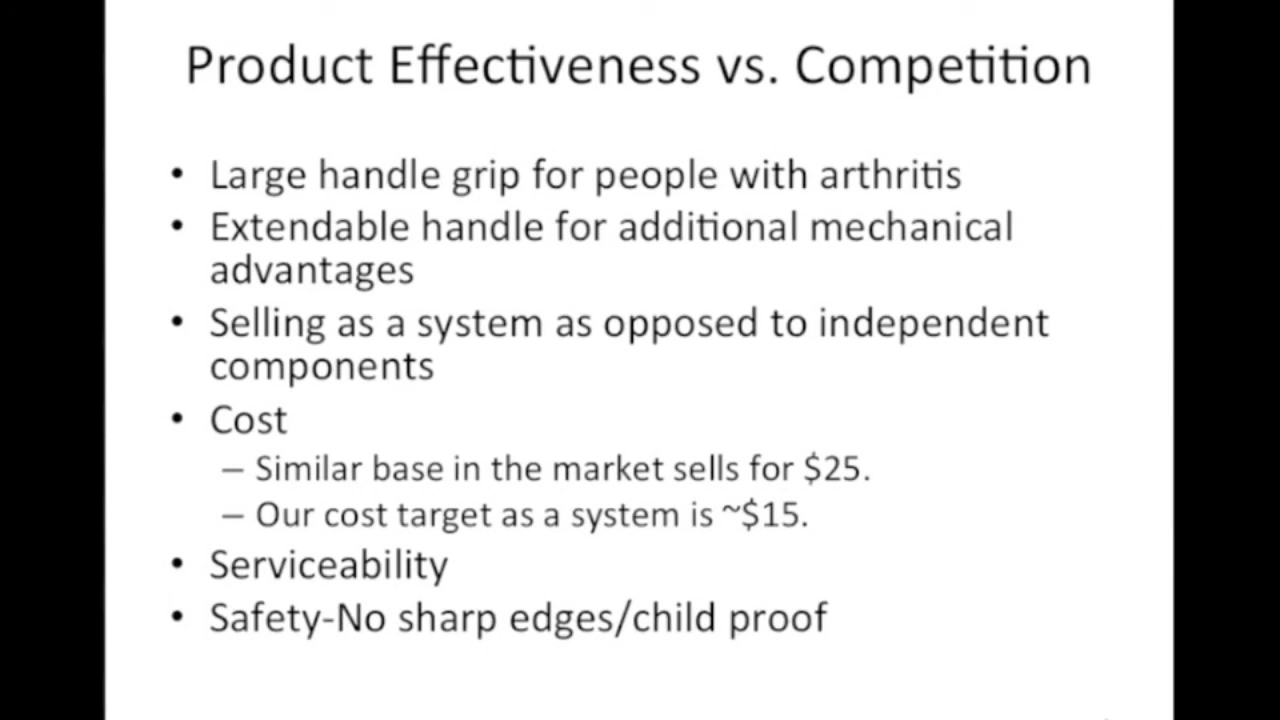 Product Effectiveness vs. Competition
• Large handle grip for people with arthritis
• Extendable handle for additional mechanical
advantages
• Selling as a system as opposed to independent
components
• Cost
– Similar base in the market sells for $25.
– Our cost target as a system is ~$15.
• Serviceability
• Safety-No sharp edges/child proof